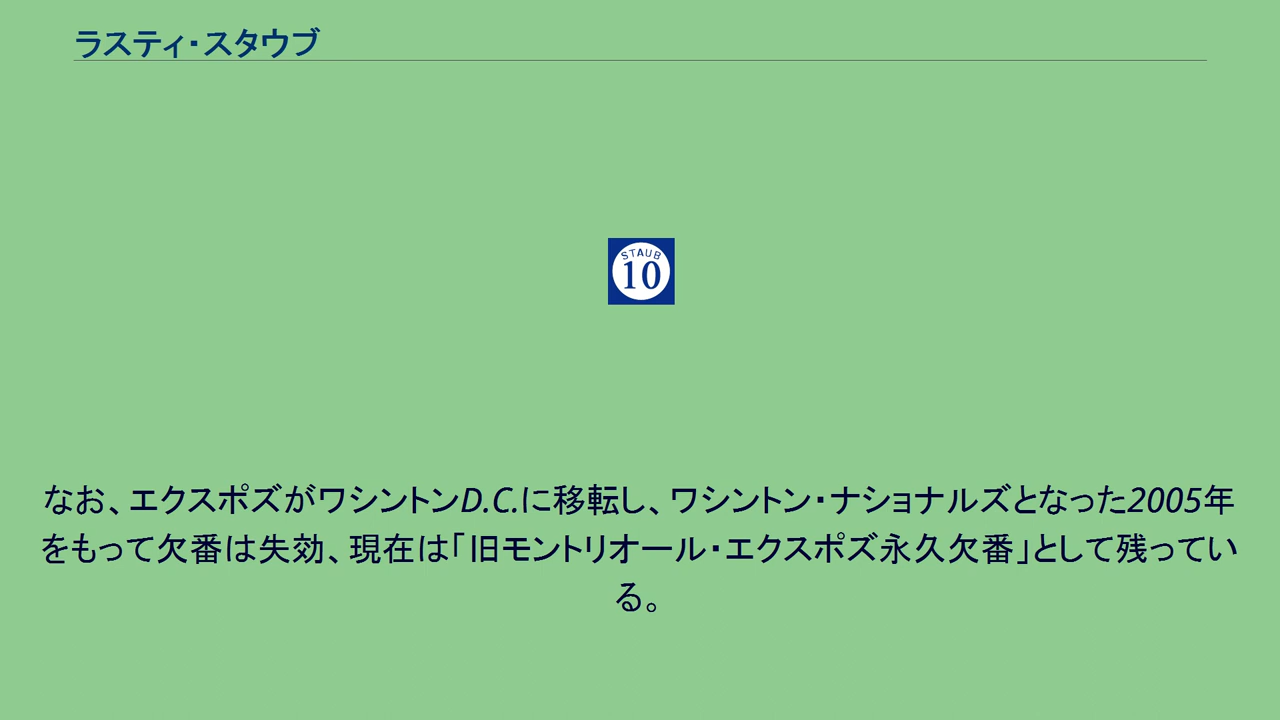 ラスティ・スタウブ
STAUB
10
なお、エクスポズがワシントンD.C.に移転し、ワシントン・ナショナルズとなった2005年
をもって欠番は失効、現在は「旧モントリオール・エクスポズ永久欠番」として残ってい
る。